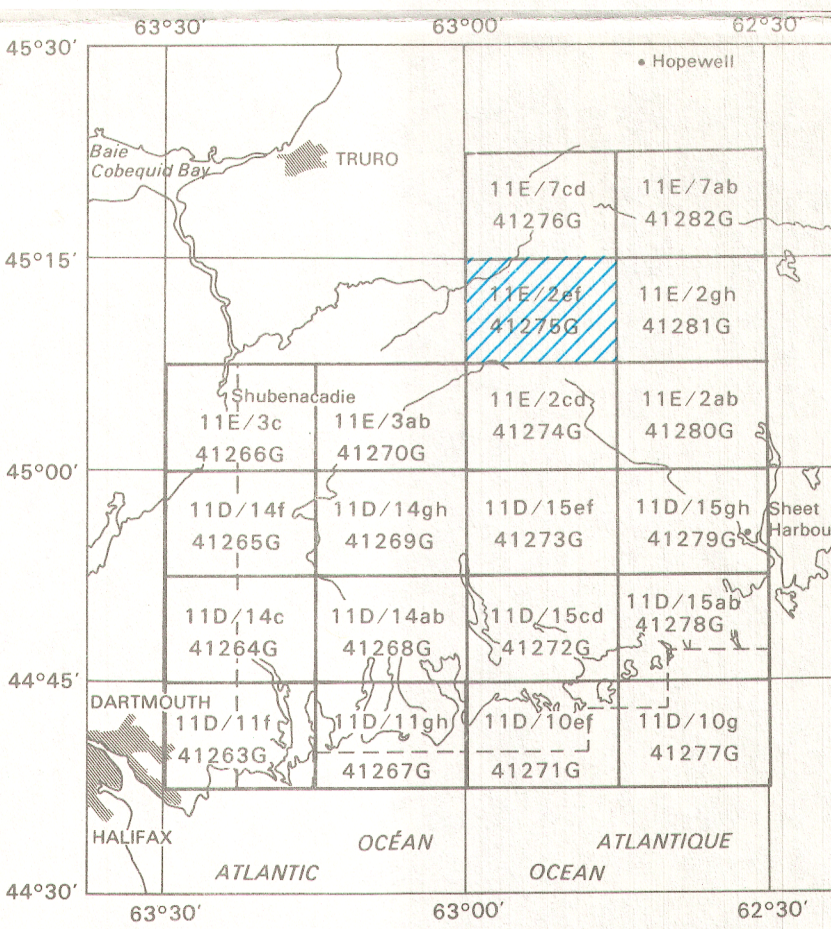 63°30′ 63°00′ 62°30′
45°30′
• Hopewell
Baie
Cobequid Bay
TRURO
11E/7cd 11E/7ab
41276G 41282G
45°15′
11E/2ef 11E/2gh
41275G 41281G
Shubenacadie
11E/3c 11E/3ab 11E/2cd 11E/2ab
41266G 41270G 41274G 41280G
45°00′
11D/14f 11D/14gh 11D/15ef 11D/15gh
41265G 41269G 41273G 41279G
Sheet
Harbou
11D/14c 11D/14ab 11D/15cd 11D/15ab
41264G 41268G 41272G 41278G
44°45′
DARTMOUTH
11D/11f 11D/11gh 11D/10ef 11D/10g
41263G 41267G 41271G 41277G
HALIFAX
OCÉAN ATLANTIQUE
ATLANTIC OCEAN
44°30′
63°30′ 63°00′ 62°30′